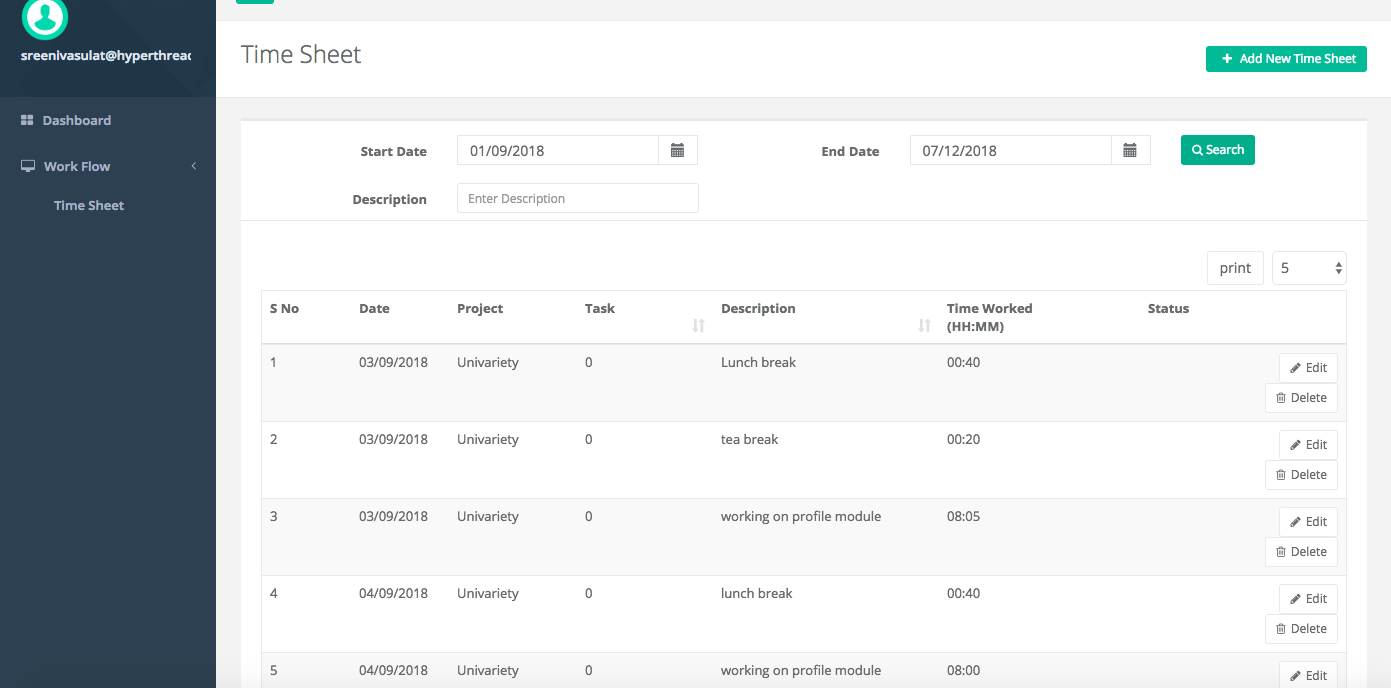 sreenivasulat@hyperthread
Dashboard
Work Flow
Time Sheet
Time Sheet
Add New Time Sheet
Start Date 01/09/2018 End Date 07/12/2018 Search
Description Enter Description
print 5
S No Date Project Task Description Time Worked Status
(HH:MM)
1 03/09/2018 Univariety 0 Lunch break 00:40 Edit
Delete
2 03/09/2018 Univariety 0 tea break 00:20 Edit
Delete
3 03/09/2018 Univariety 0 working on profile module 08:05 Edit
Delete
4 04/09/2018 Univariety 0 lunch break 00:40 Edit
Delete
5 04/09/2018 Univariety 0 working on profile module 08:00 Edit